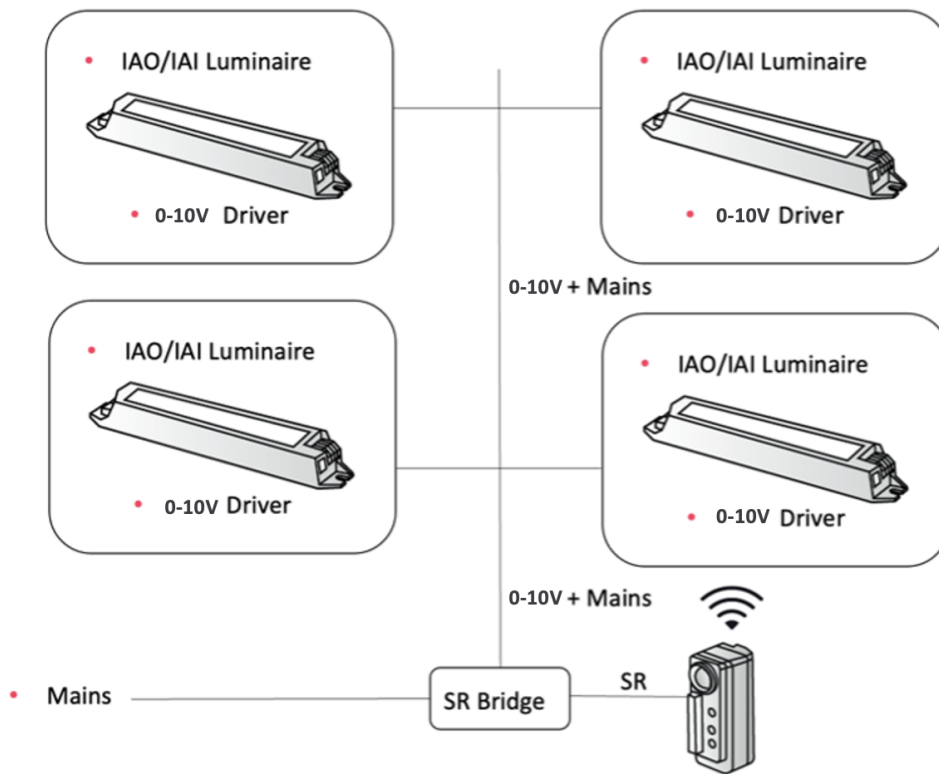 IAO/IAI Luminaire
0-10V Driver
IAO/IAI Luminaire
0-10V Driver
0-10V + Mains
IAO/IAI Luminaire
0-10V Driver
IAO/IAI Luminaire
0-10V Driver
0-10V + Mains
Mains
SR Bridge
SR